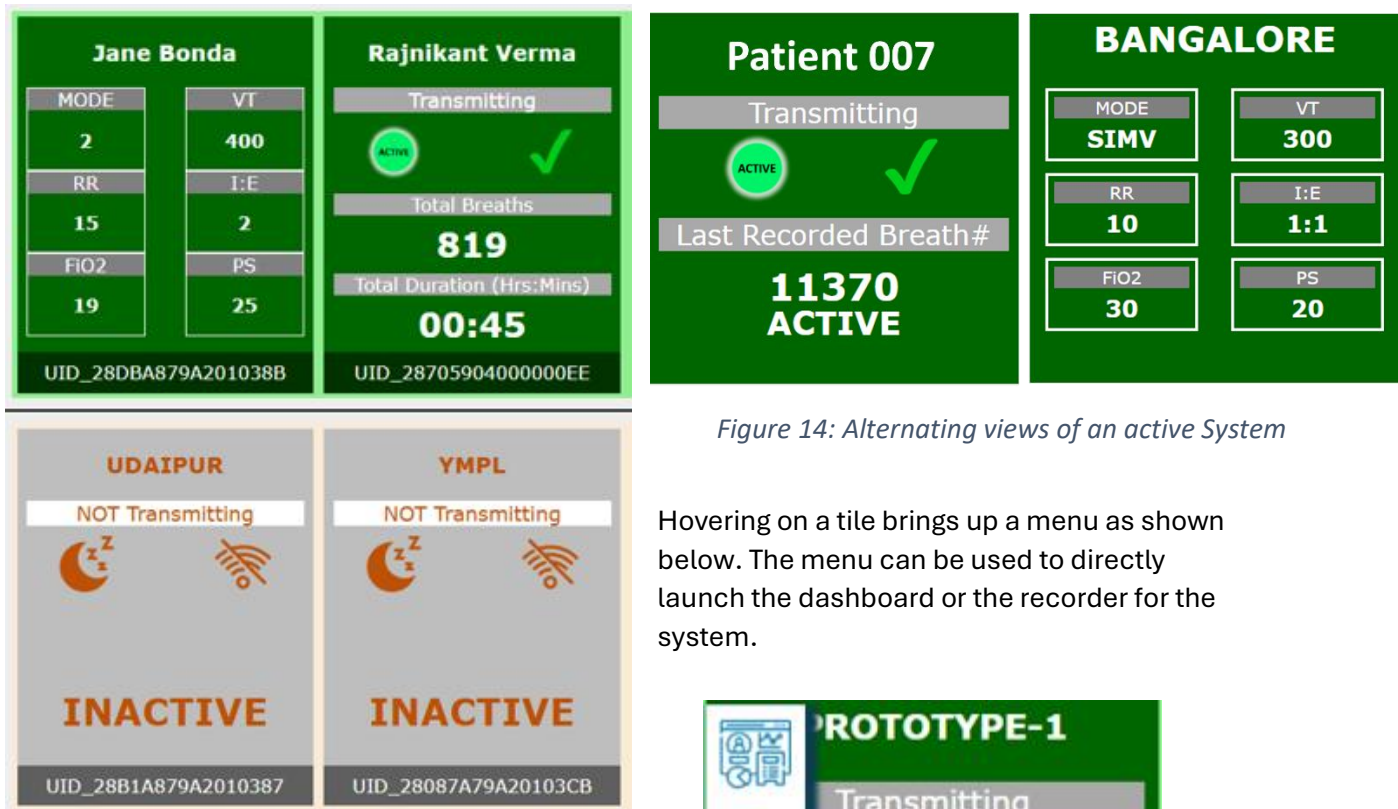 Jane Bonda
MODE VT
2 400
RR I:E
15 2
FiO2 PS
19 25
UID_28DBA879A201038B
Rajnikant Verma
Transmitting
ACTIVE
Total Breaths
819
Total Duration (Hrs:Mins)
00:45
UID_28705904000000EE
UDAIPUR
NOT Transmitting
z z z
INACTIVE
UID_28B1A879A2010387
YMPL
NOT Transmitting
z z z
INACTIVE
UID_28087A79A20103CB
Patient 007
Transmitting
ACTIVE
Last Recorded Breath#
11370
ACTIVE
BANGALORE
MODE VT
SIMV 300
RR I:E
10 1:1
FiO2 PS
30 20
Figure 14: Alternating views of an active System
Hovering on a tile brings up a menu as shown
below. The menu can be used to directly
launch the dashboard or the recorder for the
system.
PROTOTYPE-1
Transmitting